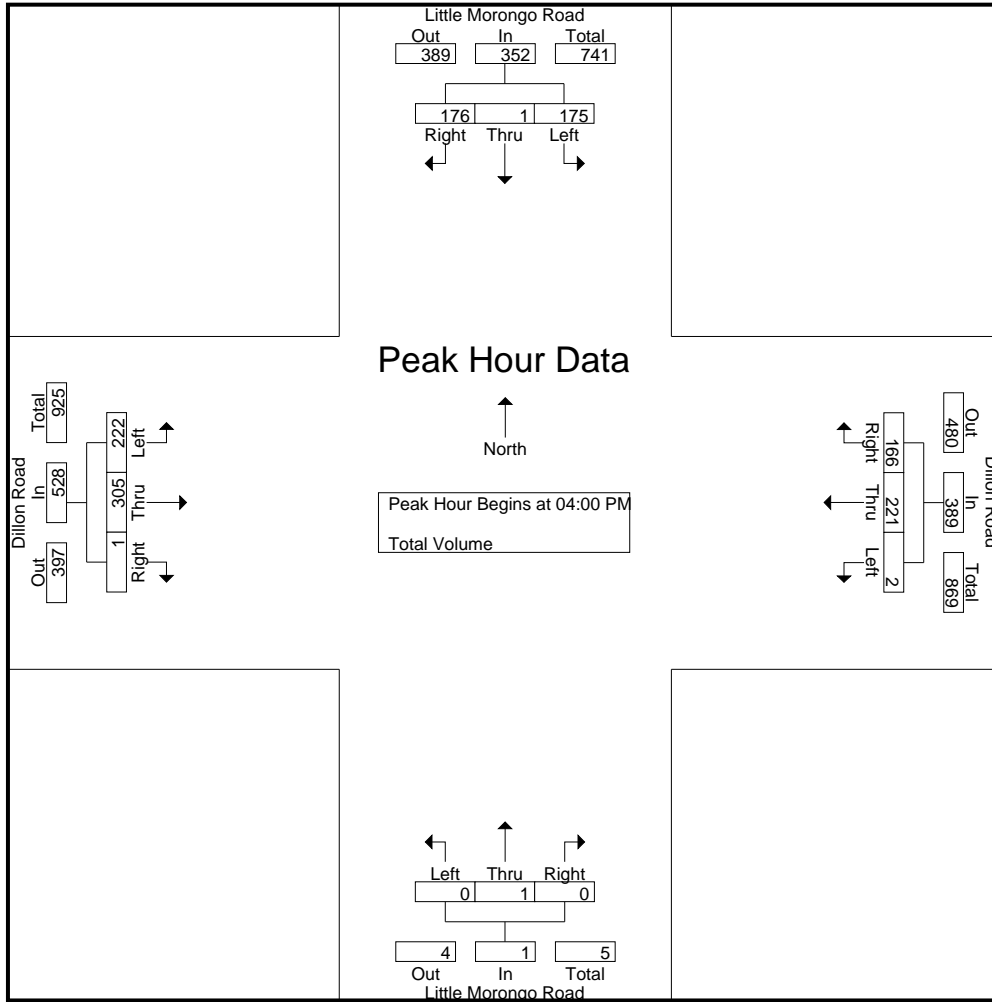 Little Morongo Road
Out In Total
389 352 741
176 1 175
Right Thru Left
Peak Hour Data
North
Peak Hour Begins at 04:00 PM
Total Volume
Dillon Road
Out In Total
397 528 925
Left Thru Right
222 305 1
Dillon Road
Out In Total
480 389 869
Right Thru Left
166 221 2
Left Thru Right
0 1 0
4 1 5
Out In Total
Little Morongo Road